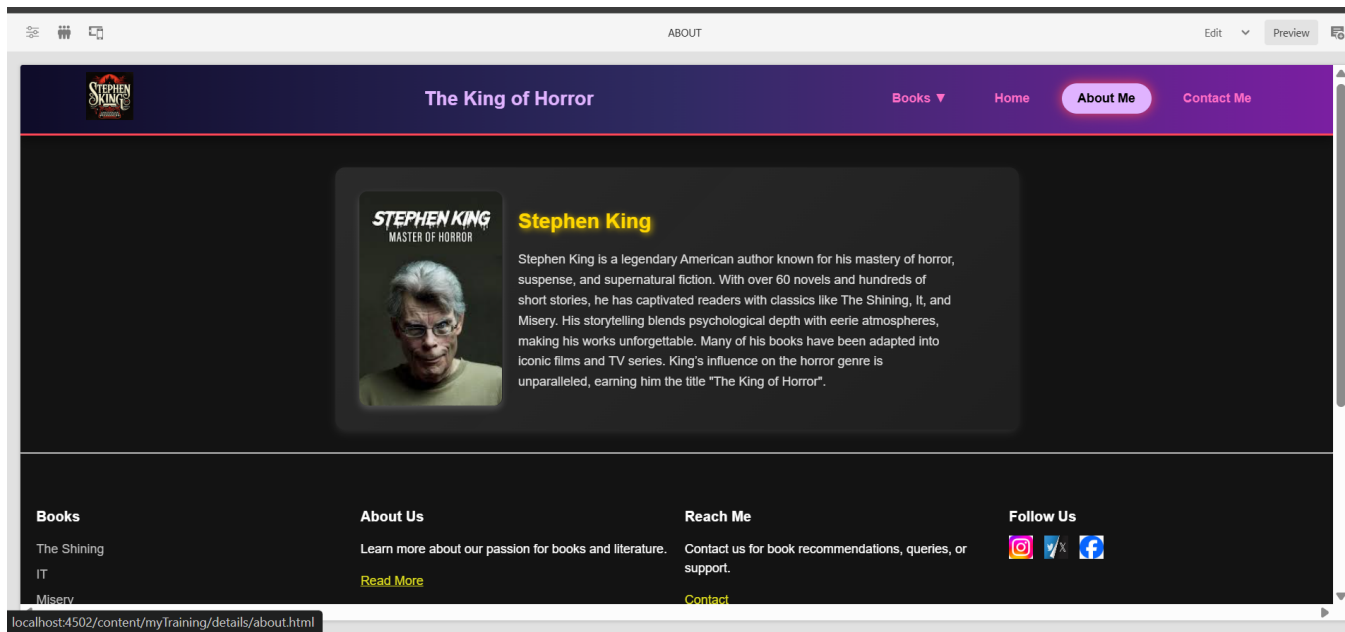 ABOUT
Edit
Preview
STEPHEN
KING
The King of Horror
Books ▼
Home
About Me
Contact Me
STEPHEN KING
MASTER OF HORROR
Stephen King
Stephen King is a legendary American author known for his mastery of horror,
suspense, and supernatural fiction. With over 60 novels and hundreds of
short stories, he has captivated readers with classics like The Shining, It, and
Misery. His storytelling blends psychological depth with eerie atmospheres,
making his works unforgettable. Many of his books have been adapted into
iconic films and TV series. King's influence on the horror genre is
unparalleled, earning him the title "The King of Horror".
Books
The Shining
IT
Misery
About Us
Learn more about our passion for books and literature.
Read More
Reach Me
Contact us for book recommendations, queries, or
support.
Contact
Follow Us
localhost:4502/content/myTraining/details/about.html